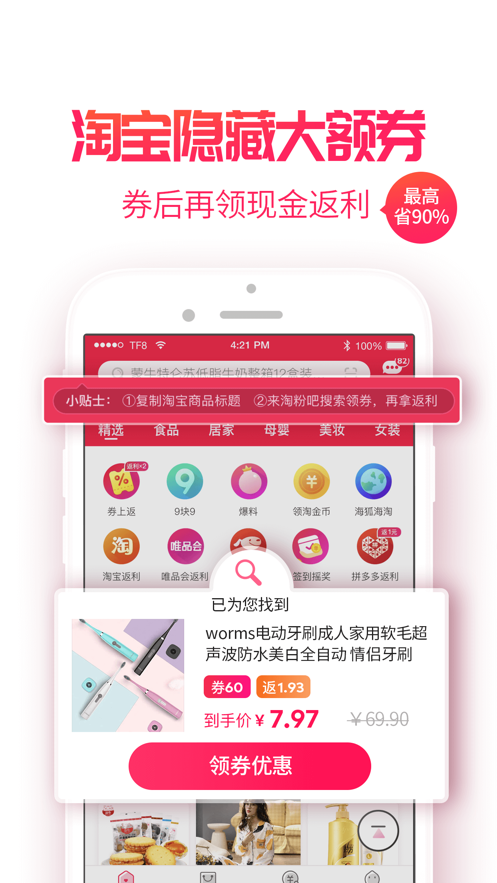 淘宝隐藏大额券
券后再领现金返利
最高
省90%
TF8
4:21 PM
100%
蒙牛特仑苏低脂牛奶整箱12盒装
82
小贴士： ①复制淘宝商品标题 ②来淘粉吧搜索领券，再拿返利
精选 食品 居家 母婴 美妆 女装
返利×2
券上返 9块9 爆料 领淘金币 海狐海淘
淘
唯品会
返1元
淘宝返利 唯品会返利 签到摇奖 拼多多返利
已为您找到
worms电动牙刷成人家用软毛超
声波防水美白全自动 情侣牙刷
券60 返1.93
到手价 ¥ 7.97 ¥69.90
领券优惠